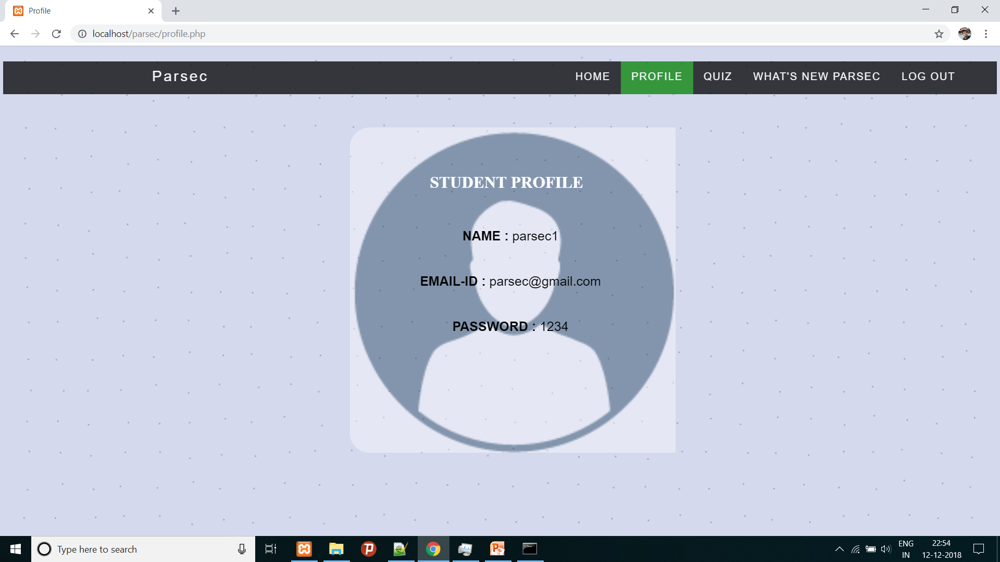 Profile
localhost/parsec/profile.php
Parsec
HOME
PROFILE
QUIZ
WHAT'S NEW PARSEC
LOG OUT
STUDENT PROFILE
NAME : parsec1
EMAIL-ID : parsec@gmail.com
PASSWORD : 1234
Type here to search
ENG
IN
22:54
12-12-2018